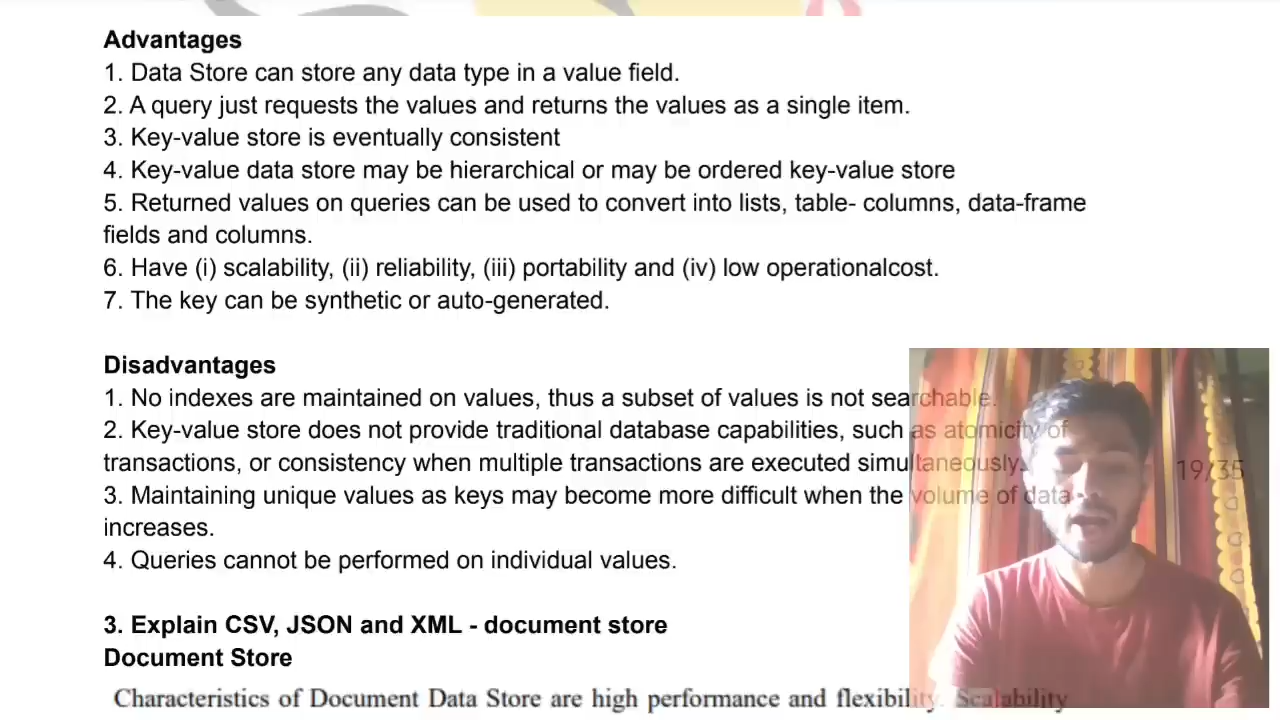 Advantages
1. Data Store can store any data type in a value field.
2. A query just requests the values and returns the values as a single item.
3. Key-value store is eventually consistent
4. Key-value data store may be hierarchical or may be ordered key-value store
5. Returned values on queries can be used to convert into lists, table- columns, data-frame
fields and columns.
6. Have (i) scalability, (ii) reliability, (iii) portability and (iv) low operationalcost.
7. The key can be synthetic or auto-generated.
Disadvantages
1. No indexes are maintained on values, thus a subset of values is not searchable.
2. Key-value store does not provide traditional database capabilities, such as atomicity of
transactions, or consistency when multiple transactions are executed simultaneously.
19/35
3. Maintaining unique values as keys may become more difficult when the volume of data
increases.
4. Queries cannot be performed on individual values.
3. Explain CSV, JSON and XML - document store
Document Store
Characteristics of Document Data Store are high performance and flexibility. Scalability